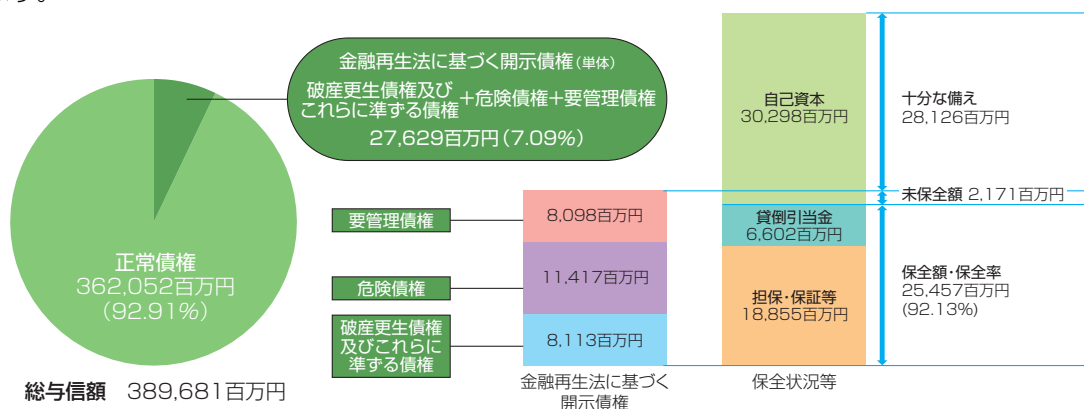 す。
金融再生法に基づく開示債権（単体）
破産更生債権及び
これらに準ずる債権＋危険債権＋要管理債権
27,629百万円（7.09%）
正常債権
362,052百万円
（92.91%）
総与信額　389,681百万円
要管理債権
危険債権
破産更生債権
及びこれらに
準ずる債権
8,098百万円
11,417百万円
8,113百万円
金融再生法に基づく
開示債権
自己資本
30,298百万円
貸倒引当金
6,602百万円
担保・保証等
18,855百万円
保全状況等
十分な備え
28,126百万円
未保全額 2,171百万円
保全額・保全率
25,457百万円
(92.13%)